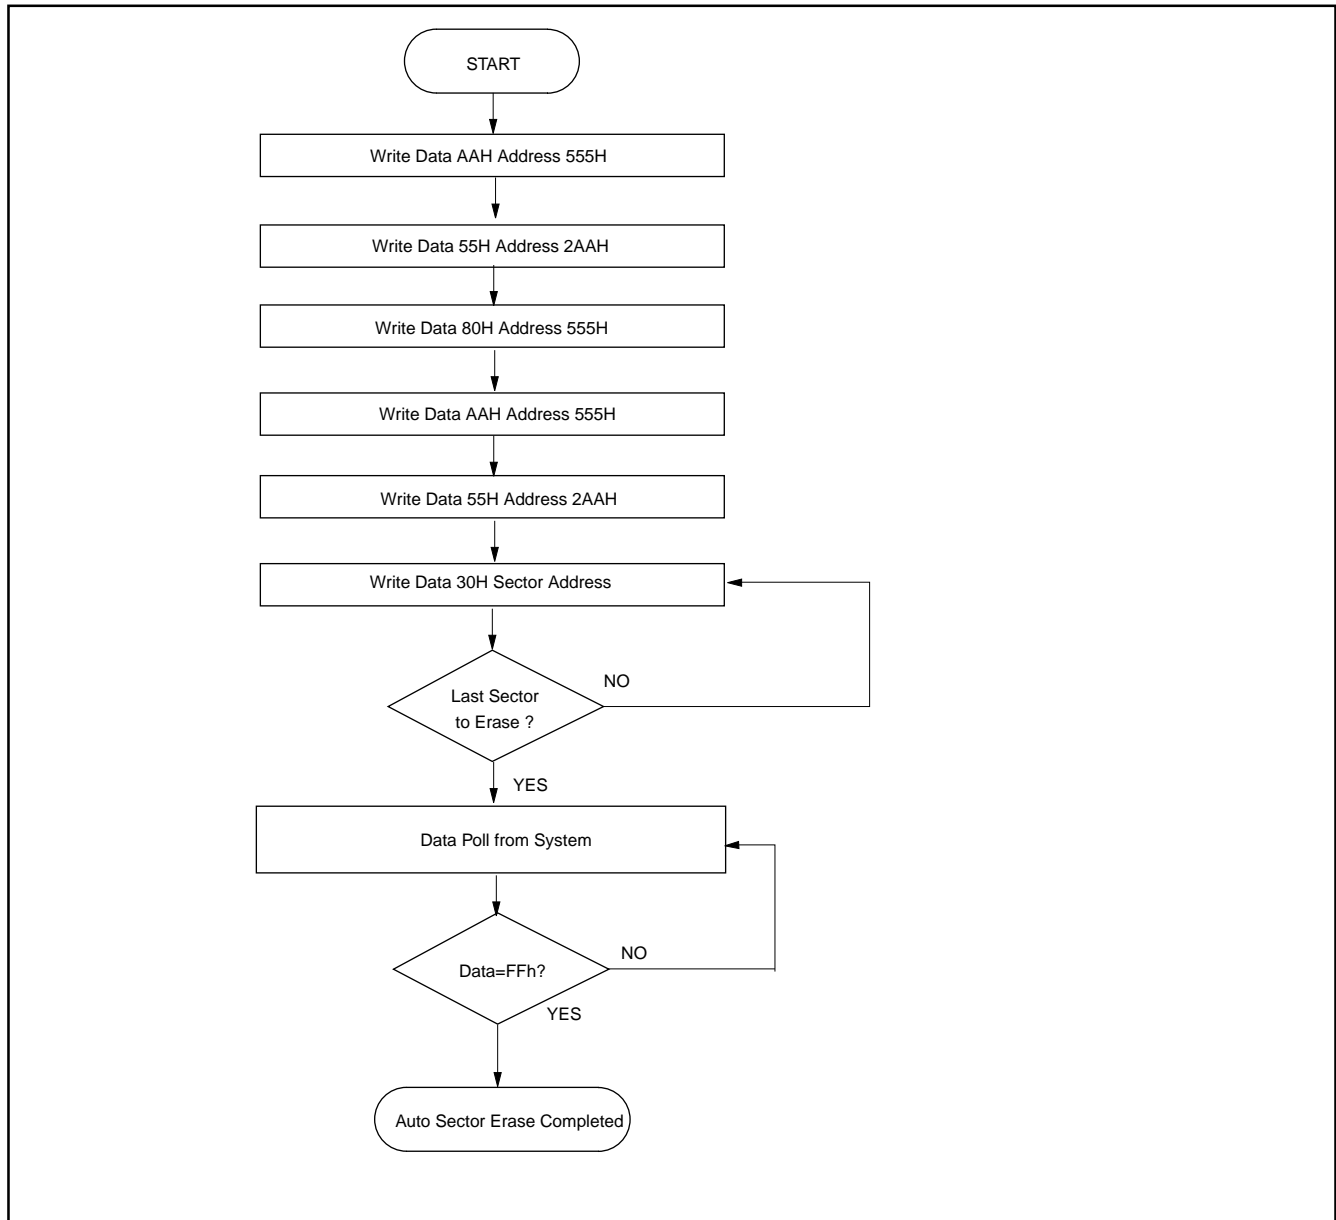 START
Write Data AAH Address 555H
Write Data 55H Address 2AAH
Write Data 80H Address 555H
Write Data AAH Address 555H
Write Data 55H Address 2AAH
Write Data 30H Sector Address
NO
Last Sector
to Erase ?
YES
Data Poll from System
NO
Data=FFh?
YES
Auto Sector Erase Completed